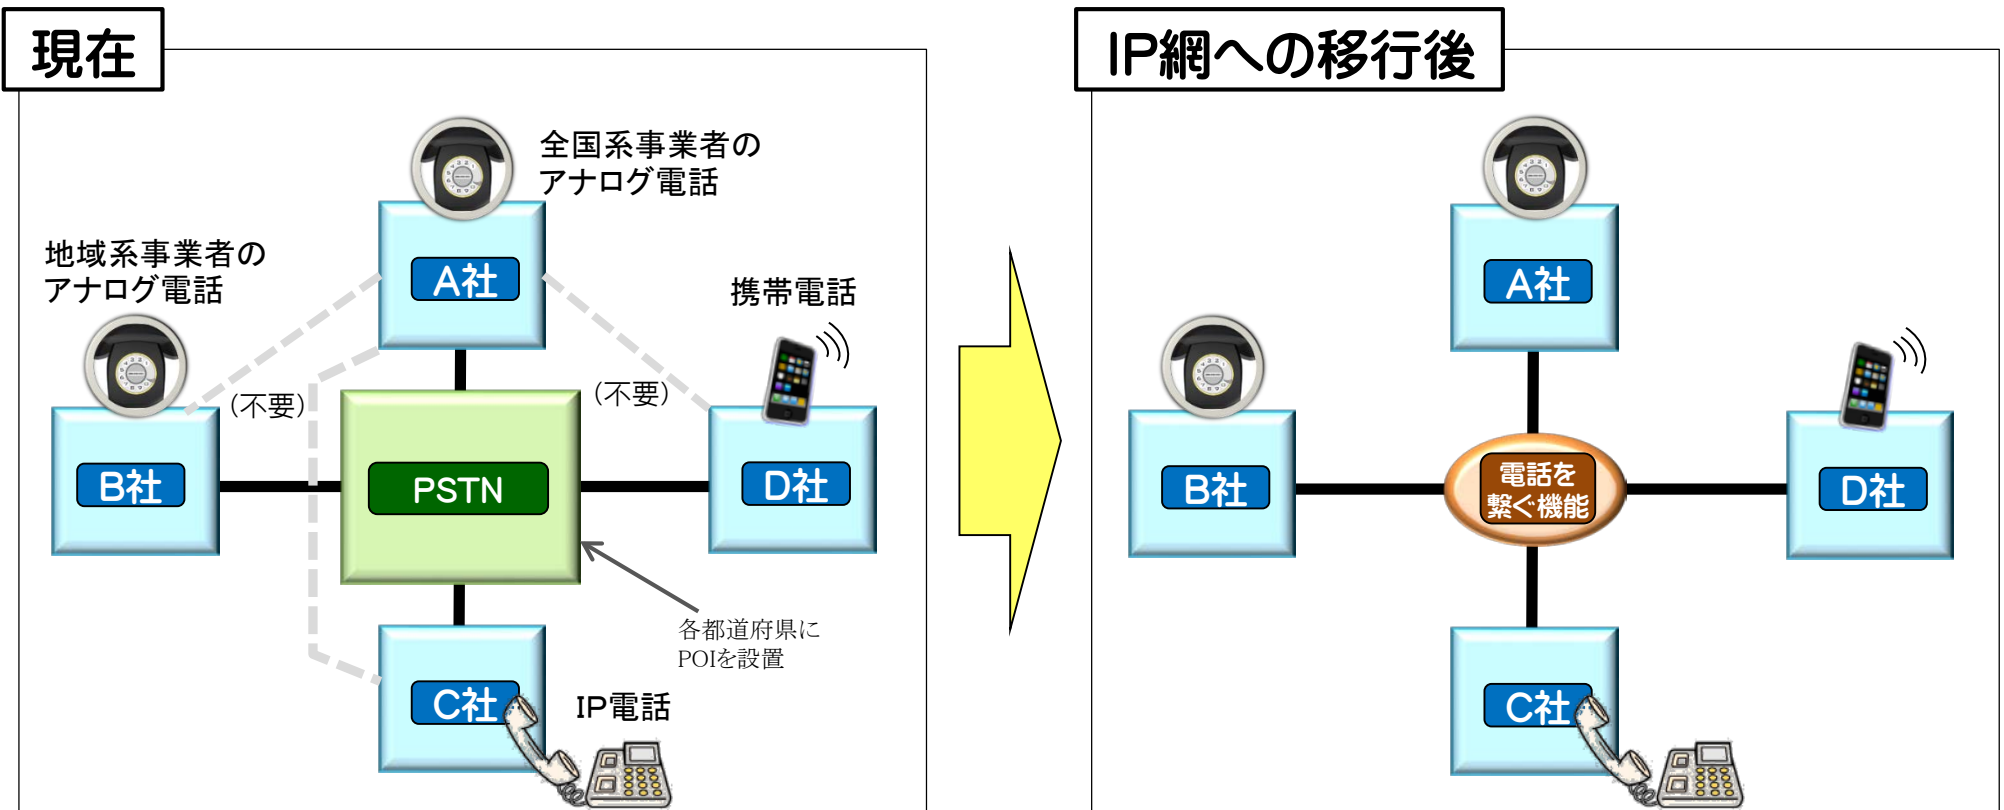 現在
全国系事業者の
アナログ電話
地域系事業者の
アナログ電話
A社
携帯電話
(不要)
(不要)
B社
PSTN
D社
各都道府県に
POIを設置
C社
IP電話
IP網への移行後
A社
B社
電話を
繋ぐ機能
D社
C社